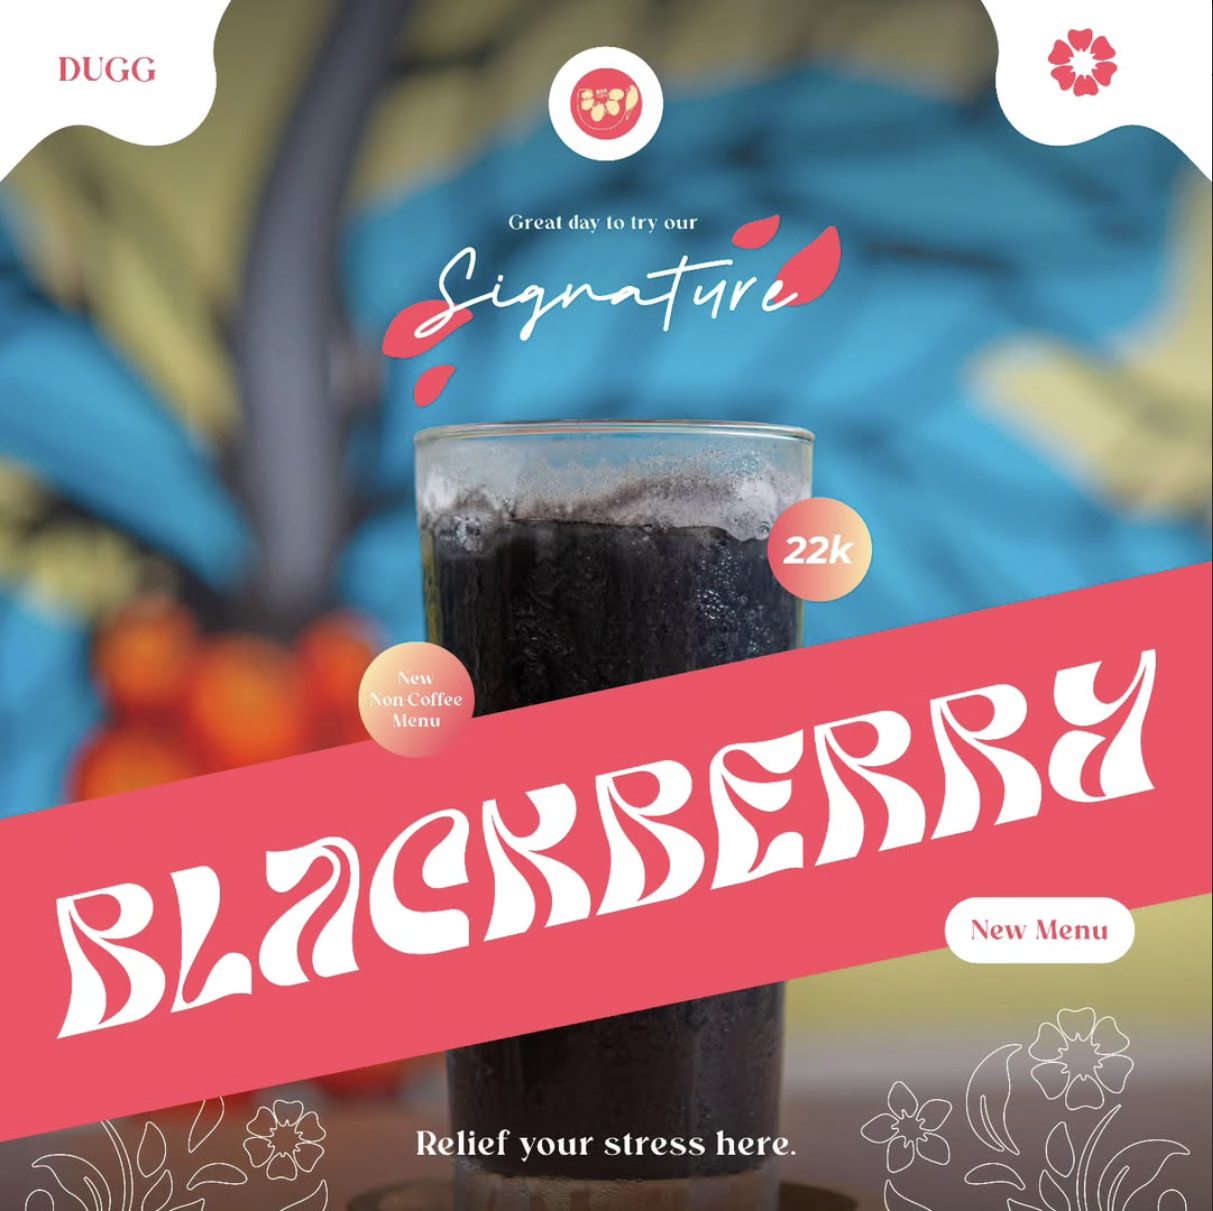 DUGG
Great day to try our
Signature
22k
New
Non-Coffee
Menu
BLACKBERRY
New Menu
Relief your stress here.